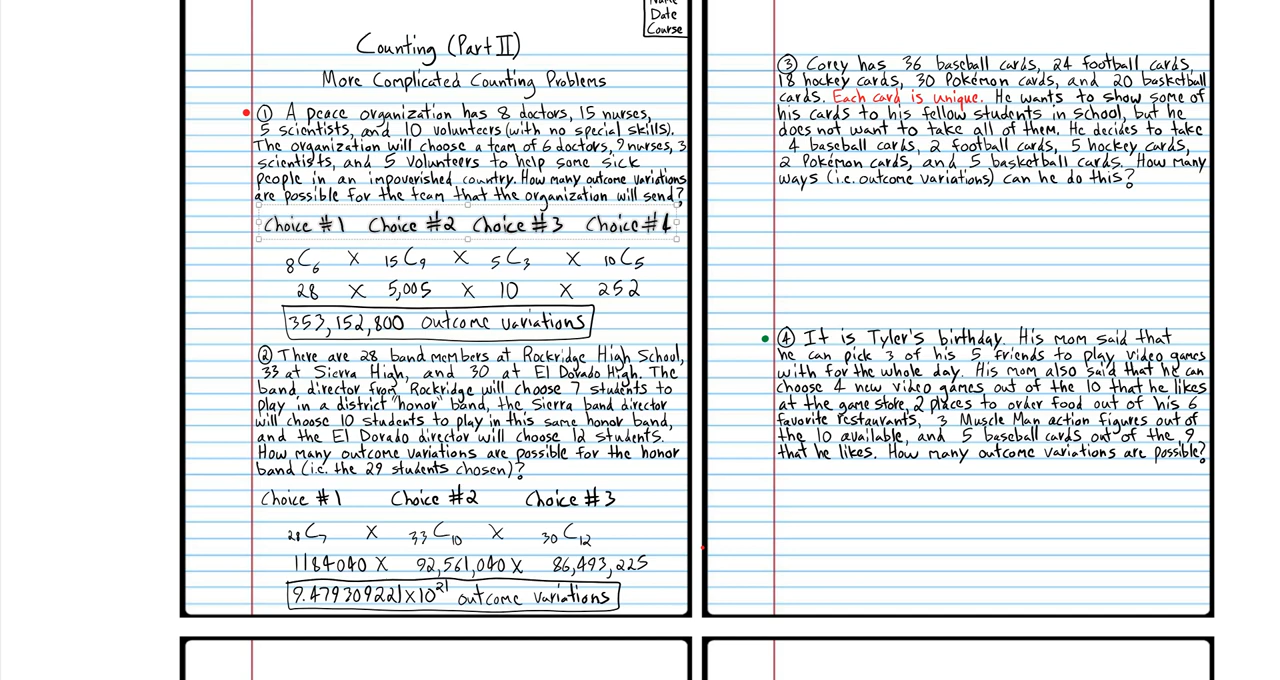 Date
Course
Counting (Part II)
More Complicated Counting Problems
① A peace organization has 8 doctors, 15 nurses,
5 scientists, and 10 volunteers (with no special skills).
The organization will choose a team of 6 doctors, 9 nurses, 3
scientists, and 5 volunteers to help some sick
people in an impoverished country. How many outcome variations
are possible for the team that the organization will send?
Choice #1 Choice #2 Choice #3 Choice #4
₈C₆ X ₁₅C₉ X ₅C₃ X ₁₀C₅
28 X 5,005 X 10 X 252
353,152,800 outcome variations
② There are 28 band members at Rockridge High School,
33 at Sierra High, and 30 at El Dorado High. The
band director from Rockridge will choose 7 students to
play in a district "honor" band, the Sierra band director
will choose 10 students to play in this same honor band,
and the El Dorado director will choose 12 students.
How many outcome variations are possible for the honor
band (i.e. the 29 students chosen)?
Choice #1 Choice #2 Choice #3
₂₈C₇ X ₃₃C₁₀ X ₃₀C₁₂
1184040 X 92,561,040 X 86,493,225
9.479309221X10²¹ outcome variations
③ Corey has 36 baseball cards, 24 football cards,
18 hockey cards, 30 Pokémon cards, and 20 basketball
cards. Each card is unique. He wants to show some of
his cards to his fellow students in school, but he
does not want to take all of them. He decides to take
4 baseball cards, 2 football cards, 5 hockey cards,
2 Pokémon cards, and 5 basketball cards. How many
ways (i.e. outcome variations) can he do this?
④ It is Tyler's birthday. His mom said that
he can pick 3 of his 5 friends to play video games
with for the whole day. His mom also said that he can
choose 4 new video games out of the 10 that he likes
at the game store, 2 places to order food out of his 6
favorite restaurants, 3 Muscle Man action figures out of
the 10 available, and 5 baseball cards out of the 9
that he likes. How many outcome variations are possible?